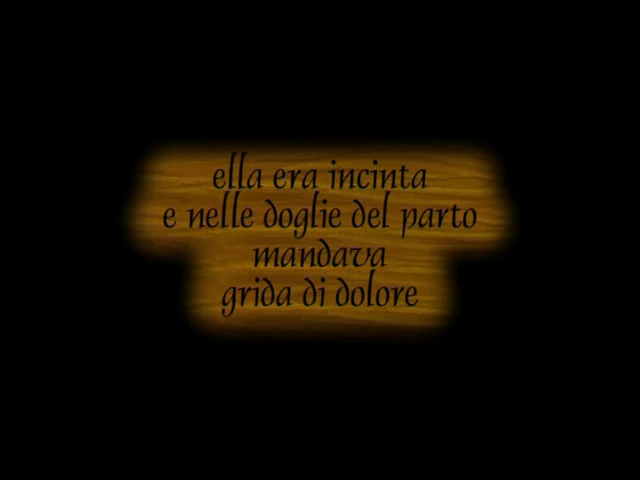 ella era incinta
e nelle doglie del parto
mandava
grida di dolore